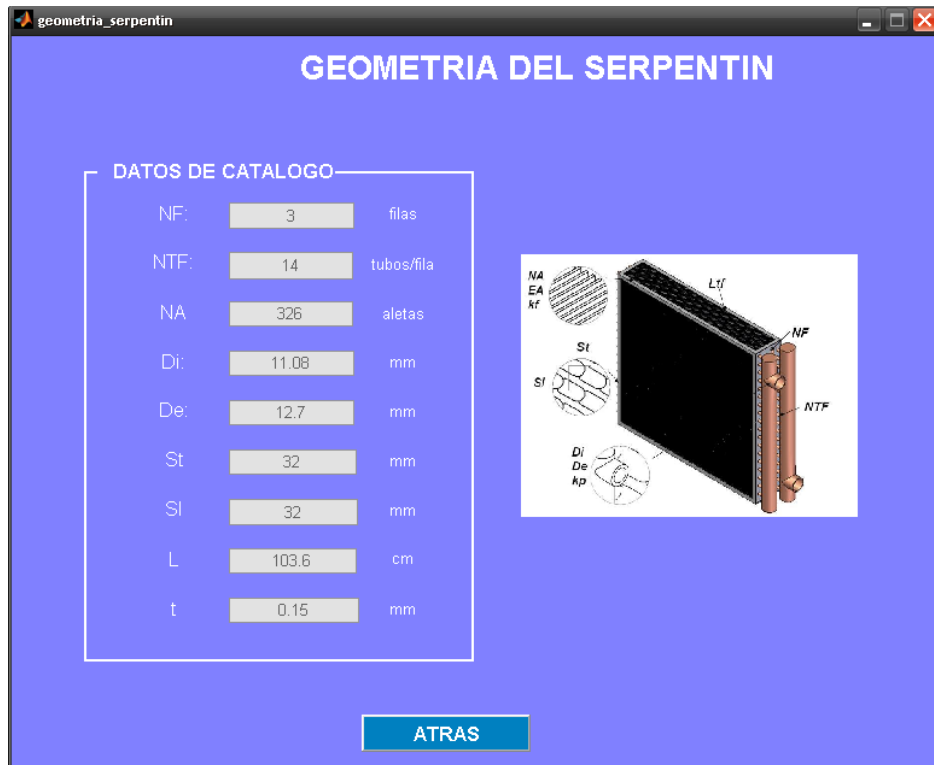 geometria_serpentin
GEOMETRIA DEL SERPENTIN
DATOS DE CATALOGO
NF: 3 filas
NTF: 14 tubos/fila
NA 326 aletas
Di: 11.08 mm
De: 12.7 mm
St 32 mm
Sl 32 mm
L 103.6 cm
t 0.15 mm
NA
EA
kf
Ltf
NF
St
Sl
NTF
Di
De
kp
ATRAS